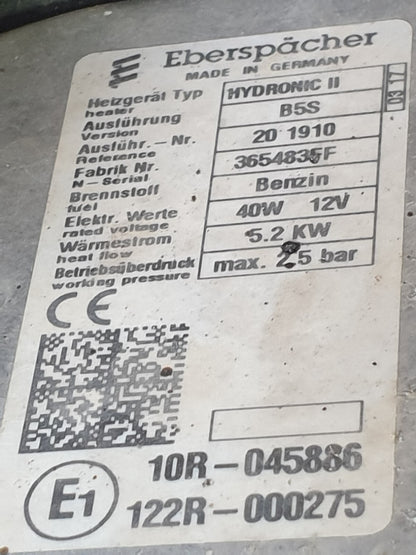 Eberspächer
MADE IN GERMANY
Heizgerät Typ HYDRONIC II
heater
Ausführung B5S
Version
Ausführ.-Nr. 20 1910
Reference
Fabrik Nr. 3654835F
N-Serial
Brennstoff Benzin
fuel
Elektr. Werte 40W 12V
rated voltage
Wärmestrom 5.2 KW
heat flow
Betriebsüberdruck max. 2.5 bar
working pressure
03 17
CE
10R-045886
E1
122R-000275